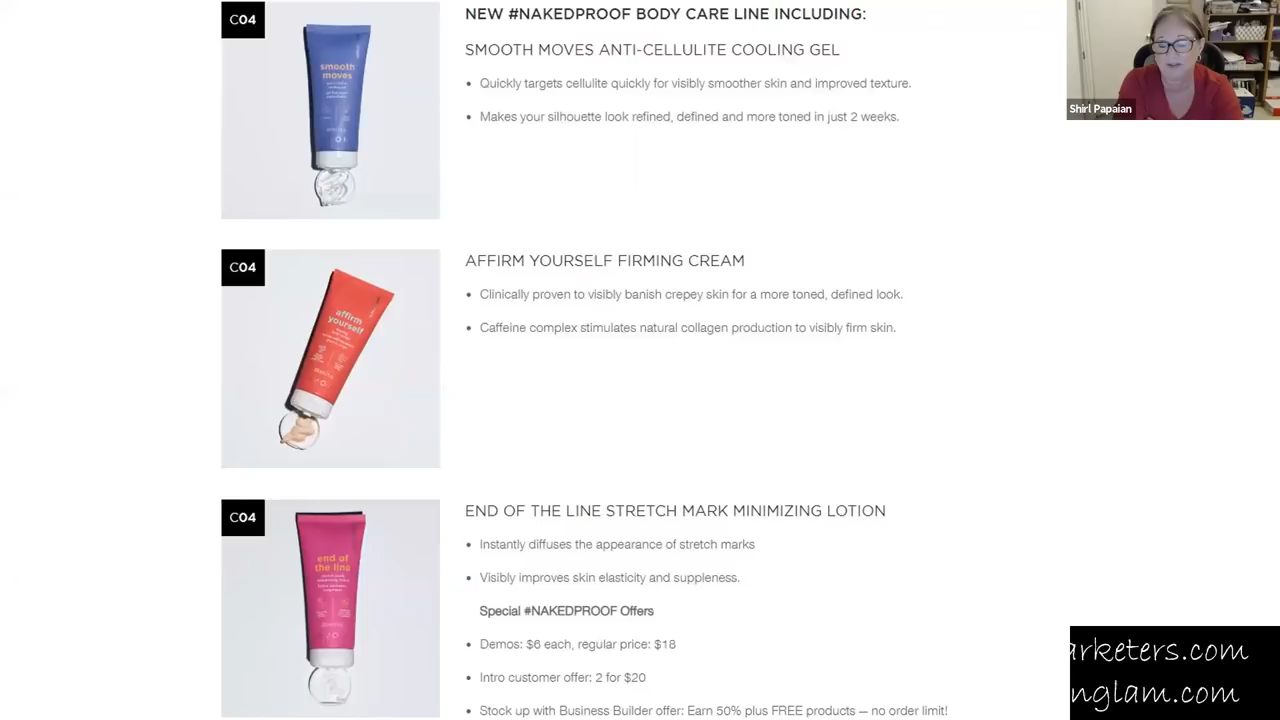 C04
NEW #NAKEDPROOF BODY CARE LINE INCLUDING:
SMOOTH MOVES ANTI-CELLULITE COOLING GEL
Quickly targets cellulite quickly for visibly smoother skin and improved texture.
Makes your silhouette look refined, defined and more toned in just 2 weeks.
smooth
moves
Shirl Papaian
C04
AFFIRM YOURSELF FIRMING CREAM
Clinically proven to visibly banish crepey skin for a more toned, defined look.
Caffeine complex stimulates natural collagen production to visibly firm skin.
affirm
yourself
C04
END OF THE LINE STRETCH MARK MINIMIZING LOTION
Instantly diffuses the appearance of stretch marks
Visibly improves skin elasticity and suppleness.
Special #NAKEDPROOF Offers
Demos: $6 each, regular price: $18
Intro customer offer: 2 for $20
Stock up with Business Builder offer: Earn 50% plus FREE products — no order limit!
end of
the line
arketers.com
nglam.com